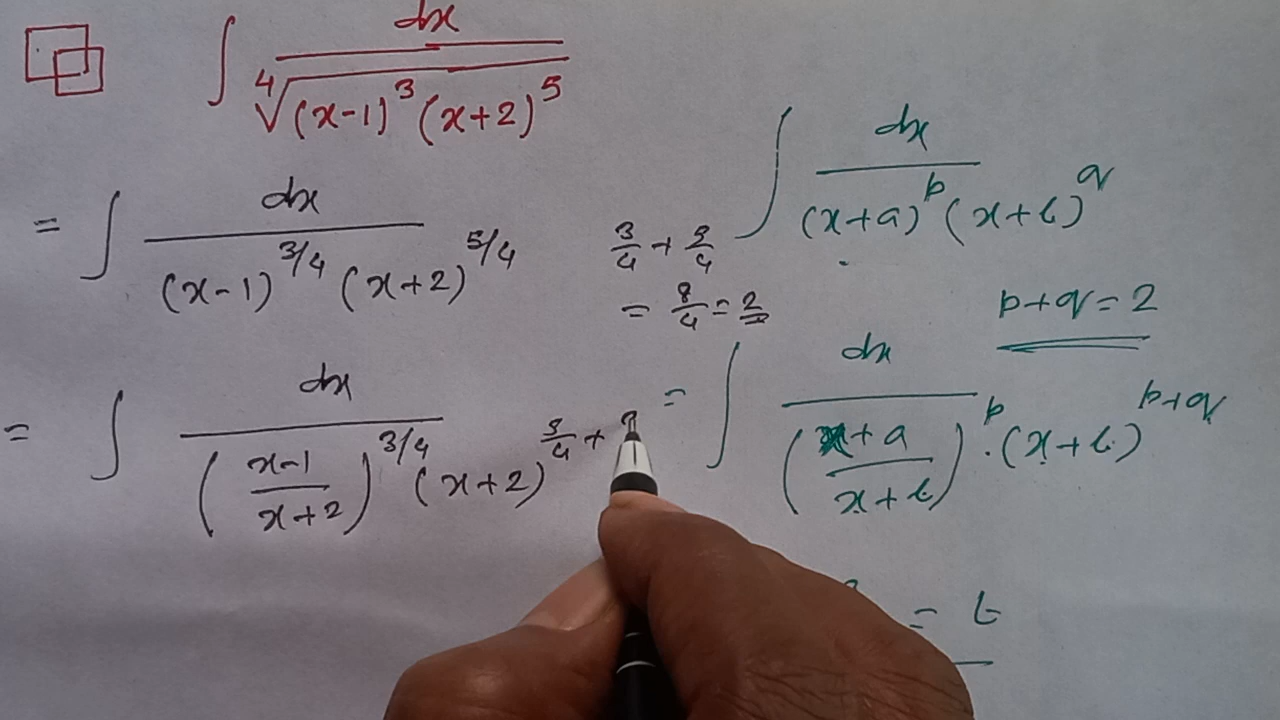 ∫ dx / ⁴√((x-1)³ (x+2)⁵)
= ∫ dx / ((x-1)^(3/4) (x+2)^(5/4))
= ∫ dx / (((x-1)/(x+2))^(3/4) (x+2)^(3/4 +
3/4 + 5/4
= 8/4 = 2
∫ dx / ((x+a)^p (x+b)^q)
p+q = 2
= ∫ dx / (((x+a)/(x+b))^p · (x+b)^(p+q))
= t